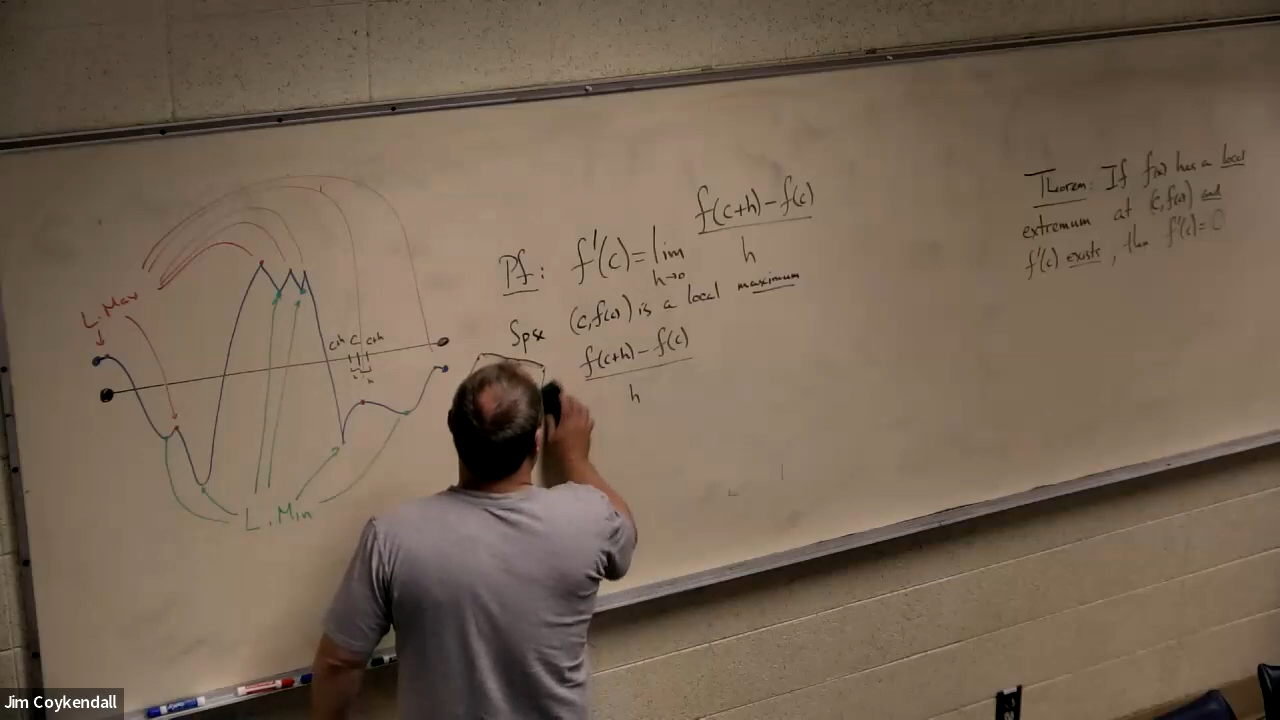 L. Max
c+h c c+h
h h
L. Min
Pf: f'(c) = lim h→0 f(c+h) - f(c) / h
Spse (c, f(c)) is a local maximum
f(c+h) - f(c)
h
Theorem: If f(x) has a local
extremum at (c, f(c)) and
f'(c) exists, then f'(c) = 0
Jim Coykendall